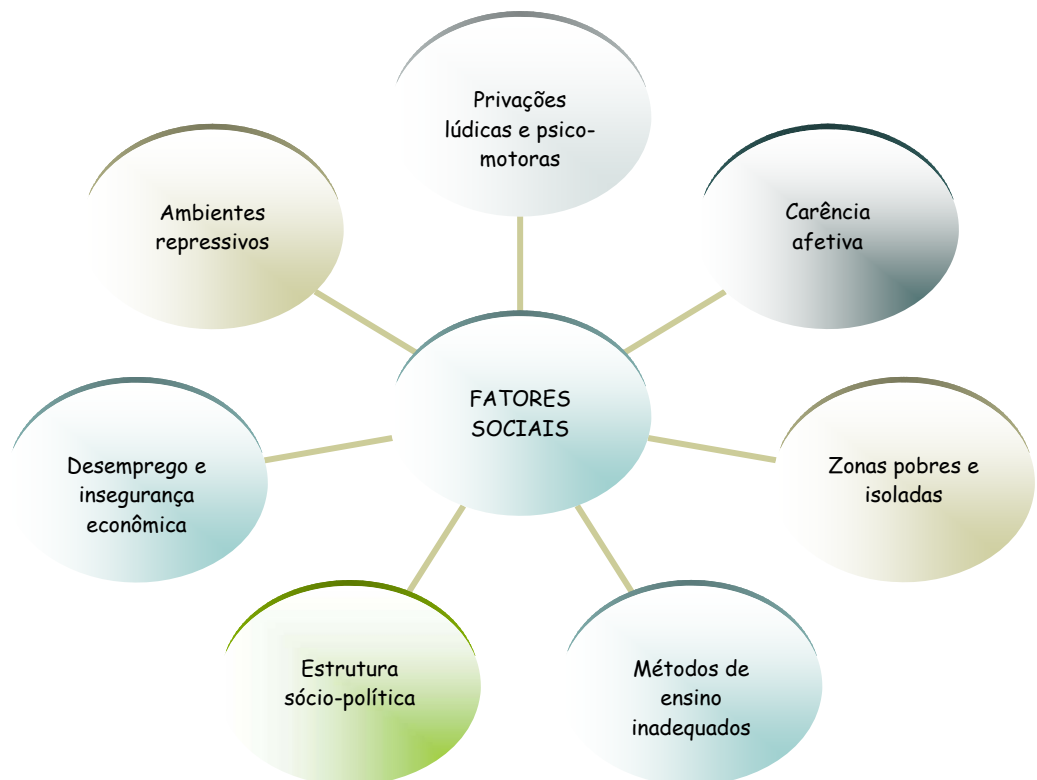 Privações
lúdicas e psico-
motoras
Ambientes
repressivos
Carência
afetiva
FATORES
SOCIAIS
Desemprego e
insegurança
econômica
Zonas pobres e
isoladas
Estrutura
sócio-política
Métodos de
ensino
inadequados